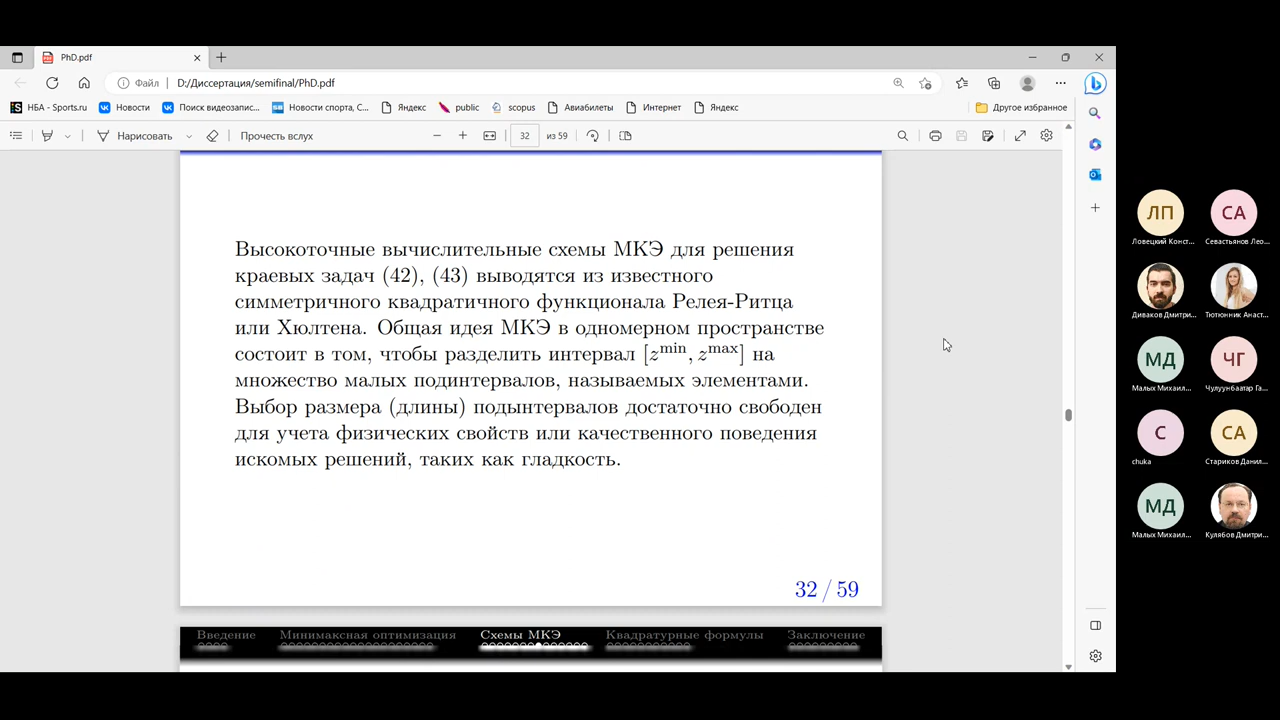 PhD.pdf
Файл D:/Диссертация/semifinal/PhD.pdf
НБА - Sports.ru Новости Поиск видеозапис... Новости спорта, С... Яндекс public scopus Авиабилеты Интернет Яндекс Другое избранное
Нарисовать Прочесть вслух 32 из 59
Высокоточные вычислительные схемы МКЭ для решения
краевых задач (42), (43) выводятся из известного
симметричного квадратичного функционала Релея-Ритца
или Хюлтена. Общая идея МКЭ в одномерном пространстве
состоит в том, чтобы разделить интервал [z^min, z^max] на
множество малых подинтервалов, называемых элементами.
Выбор размера (длины) подынтервалов достаточно свободен
для учета физических свойств или качественного поведения
искомых решений, таких как гладкость.
32 / 59
Введение Минимаксная оптимизация Схемы МКЭ Квадратурные формулы Заключение
ЛП СА
Ловецкий Конст... Севастьянов Лео...
Диваков Дмитри... Тютюнник Анаст...
МД ЧГ
Малых Михаил... Чулуунбаатар Га...
C СА
chuka Стариков Данил...
МД
Малых Михаил... Кулябов Дмитри...